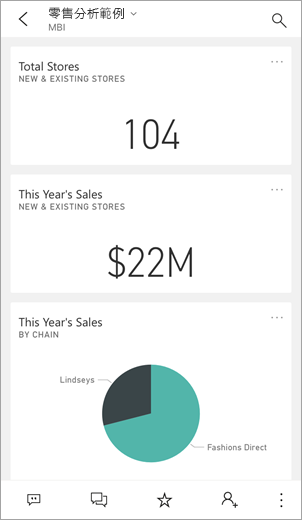 零售分析範例
MBI
Total Stores
NEW & EXISTING STORES
104
This Year's Sales
NEW & EXISTING STORES
$22M
This Year's Sales
BY CHAIN
Lindseys
Fashions Direct